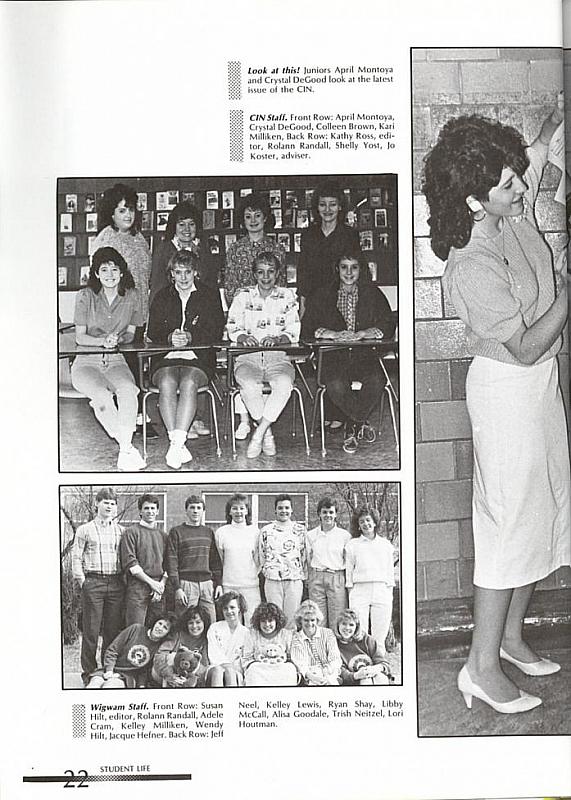 Look at this! Juniors April Montoya
and Crystal DeGood look at the latest
issue of the CIN.
CIN Staff. Front Row: April Montoya,
Crystal DeGood, Colleen Brown, Kari
Milliken, Back Row: Kathy Ross, edi-
tor, Rolann Randall, Shelly Yost, Jo
Koster, adviser.
Wigwam Staff. Front Row: Susan
Hilt, editor, Rolann Randall, Adele
Cram, Kelley Milliken, Wendy
Hilt, Jacque Hefner. Back Row: Jeff
Neel, Kelley Lewis, Ryan Shay, Libby
McCall, Alisa Goodale, Trish Neitzel, Lori
Houtman.
22 STUDENT LIFE